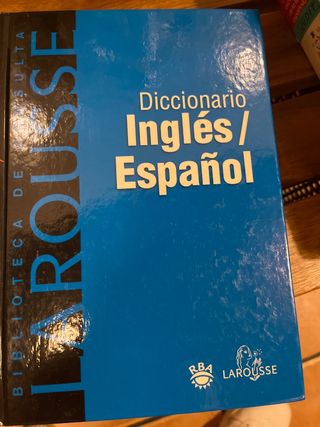 BIBLIOTECA DE CONSULTA
LAROUSSE
Diccionario
Inglés/
Español
RBA
LAROUSSE